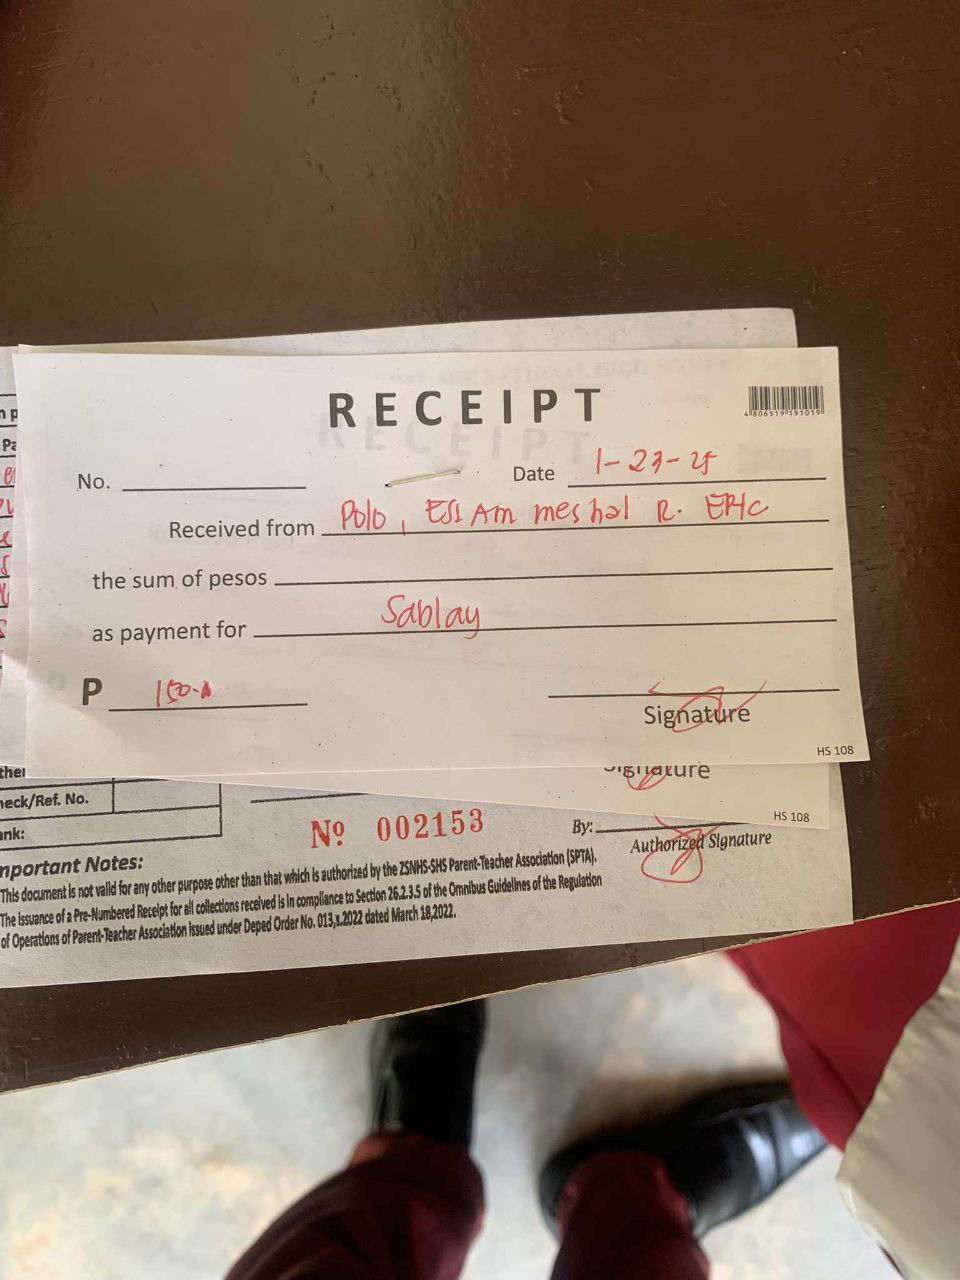 RECEIPT
4 806519 191019
No.
Date 1-27-25
Received from Polo, Esl Am meshal R. EPIC
the sum of pesos
as payment for Sablay
P 150.
Signature
HS 108
Signature
HS 108
heck/Ref. No.
ank:
Nº 002153
By:
Authorized Signature
mportant Notes:
This document is not valid for any other purpose other than that which is authorized by the ZSNHS-SHS Parent-Teacher Association (SPTA).
The issuance of a Pre-Numbered Receipt for all collections received is in compliance to Section 26.2.3.5 of the Omnibus Guidelines of the Regulation
of Operations of Parent-Teacher Association issued under Deped Order No. 013,s.2022 dated March 18,2022.